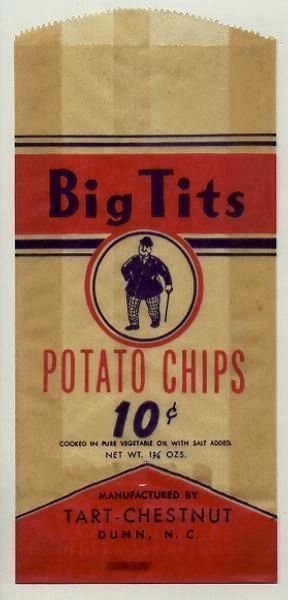 Big Tits
POTATO CHIPS
10¢
COOKED IN PURE VEGETABLE OIL WITH SALT ADDED.
NET WT. 1¾ OZS.
MANUFACTURED BY
TART-CHESTNUT
DUNN, N. C.